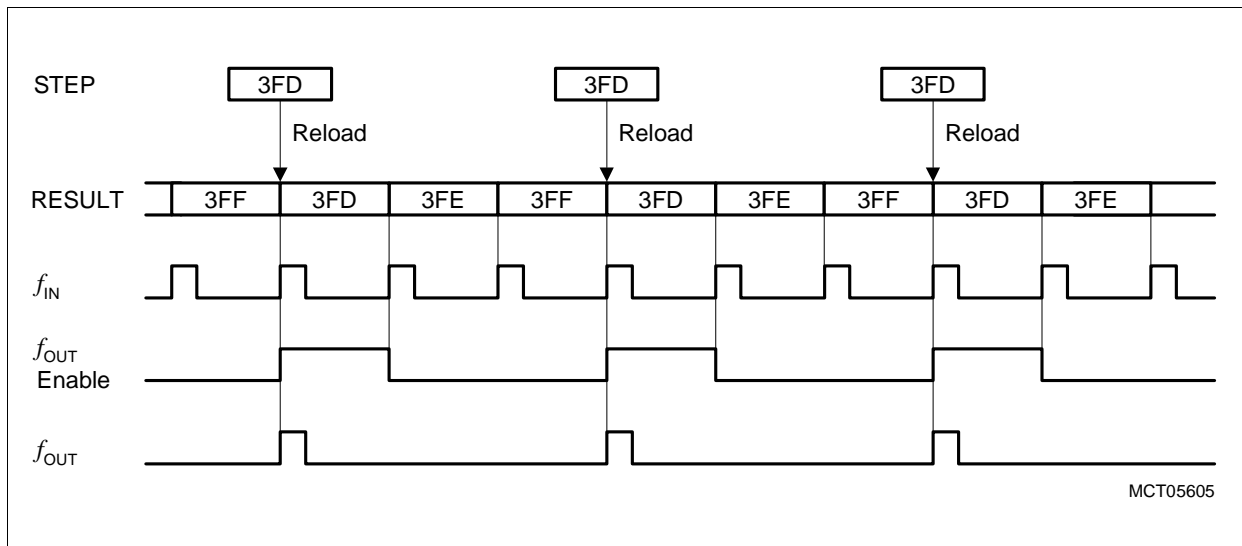 STEP 3FD 3FD 3FD
Reload Reload Reload
RESULT 3FF 3FD 3FE 3FF 3FD 3FE 3FF 3FD 3FE
fIN
fOUT
Enable
fOUT
MCT05605